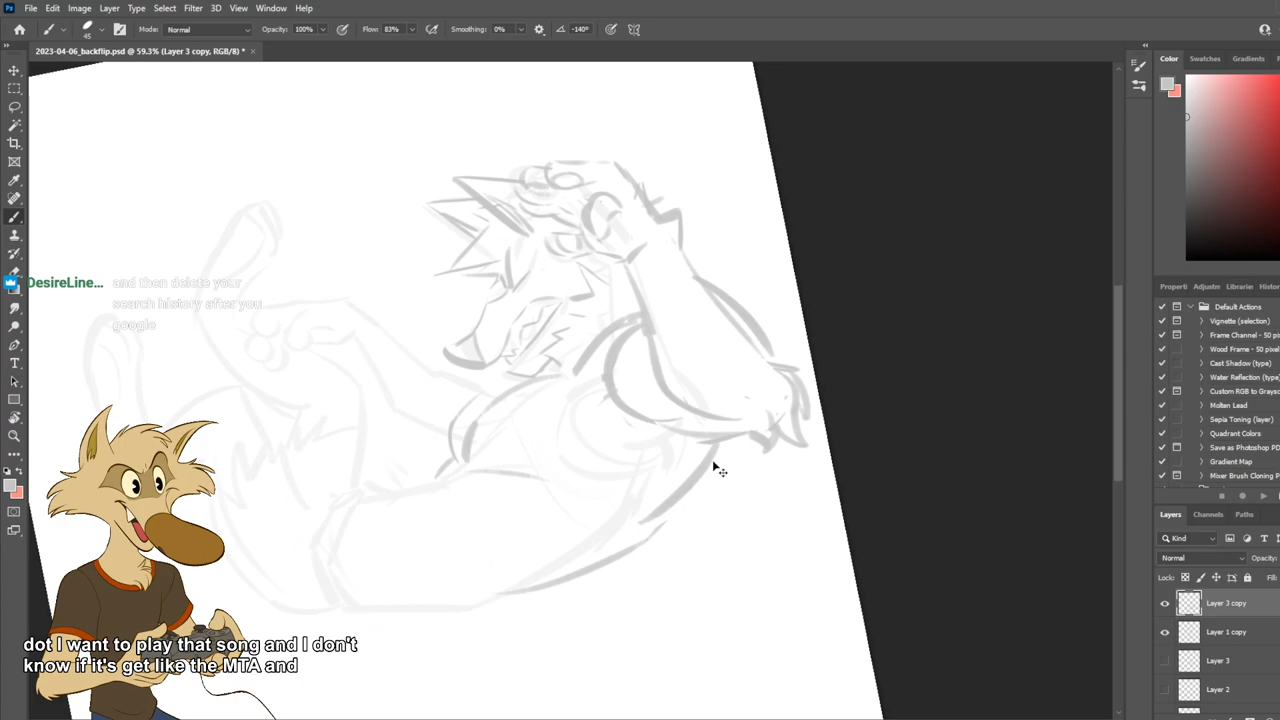 File Edit Image Layer Type Select Filter 3D View Window Help
45 Mode: Normal Opacity: 100% Flow: 83% Smoothing: 0% -140°
2023-04-06_backflip.psd @ 59.3% (Layer 3 copy, RGB/8) * ×
Color Swatches Gradients
DesireLine... and then delete your
search history after you
google
Properti Adjustm Librarie Histor
Default Actions
Vignette (selection)
Frame Channel - 50 pixel
Wood Frame - 50 pixel
Cast Shadow (type)
Water Reflection (type)
Custom RGB to Graysc
Molten Lead
Sepia Toning (layer)
Quadrant Colors
Save as Photoshop PD
Gradient Map
Mixer Brush Cloning P
Layers Channels Paths
Kind
Normal Opacity:
Lock: Fill:
Layer 3 copy
Layer 1 copy
Layer 3
Layer 2
dot I want to play that song and I don't
know if it's get like the MTA and